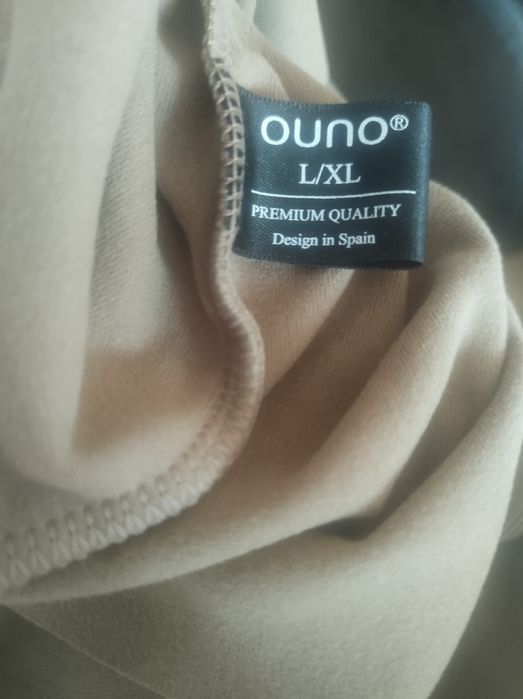 OUNO®
L/XL
PREMIUM QUALITY
Design in Spain